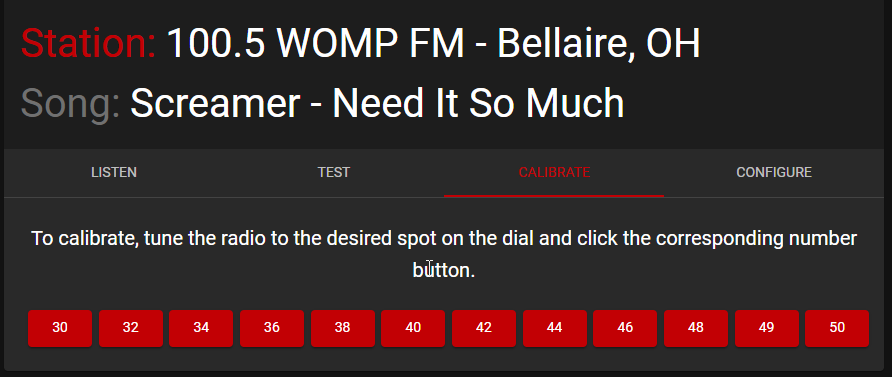 Station: 100.5 WOMP FM - Bellaire, OH
Song: Screamer - Need It So Much
LISTEN TEST CALIBRATE CONFIGURE
To calibrate, tune the radio to the desired spot on the dial and click the corresponding number
button.
30 32 34 36 38 40 42 44 46 48 49 50